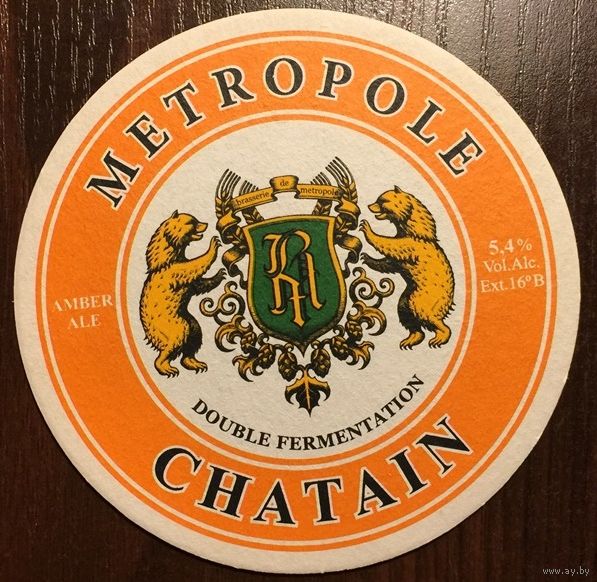 METROPOLE
brasserie de metropole
AMBER
ALE
5,4%
Vol.Alc.
Ext.16°B
DOUBLE FERMENTATION
CHATAIN
www.ay.by